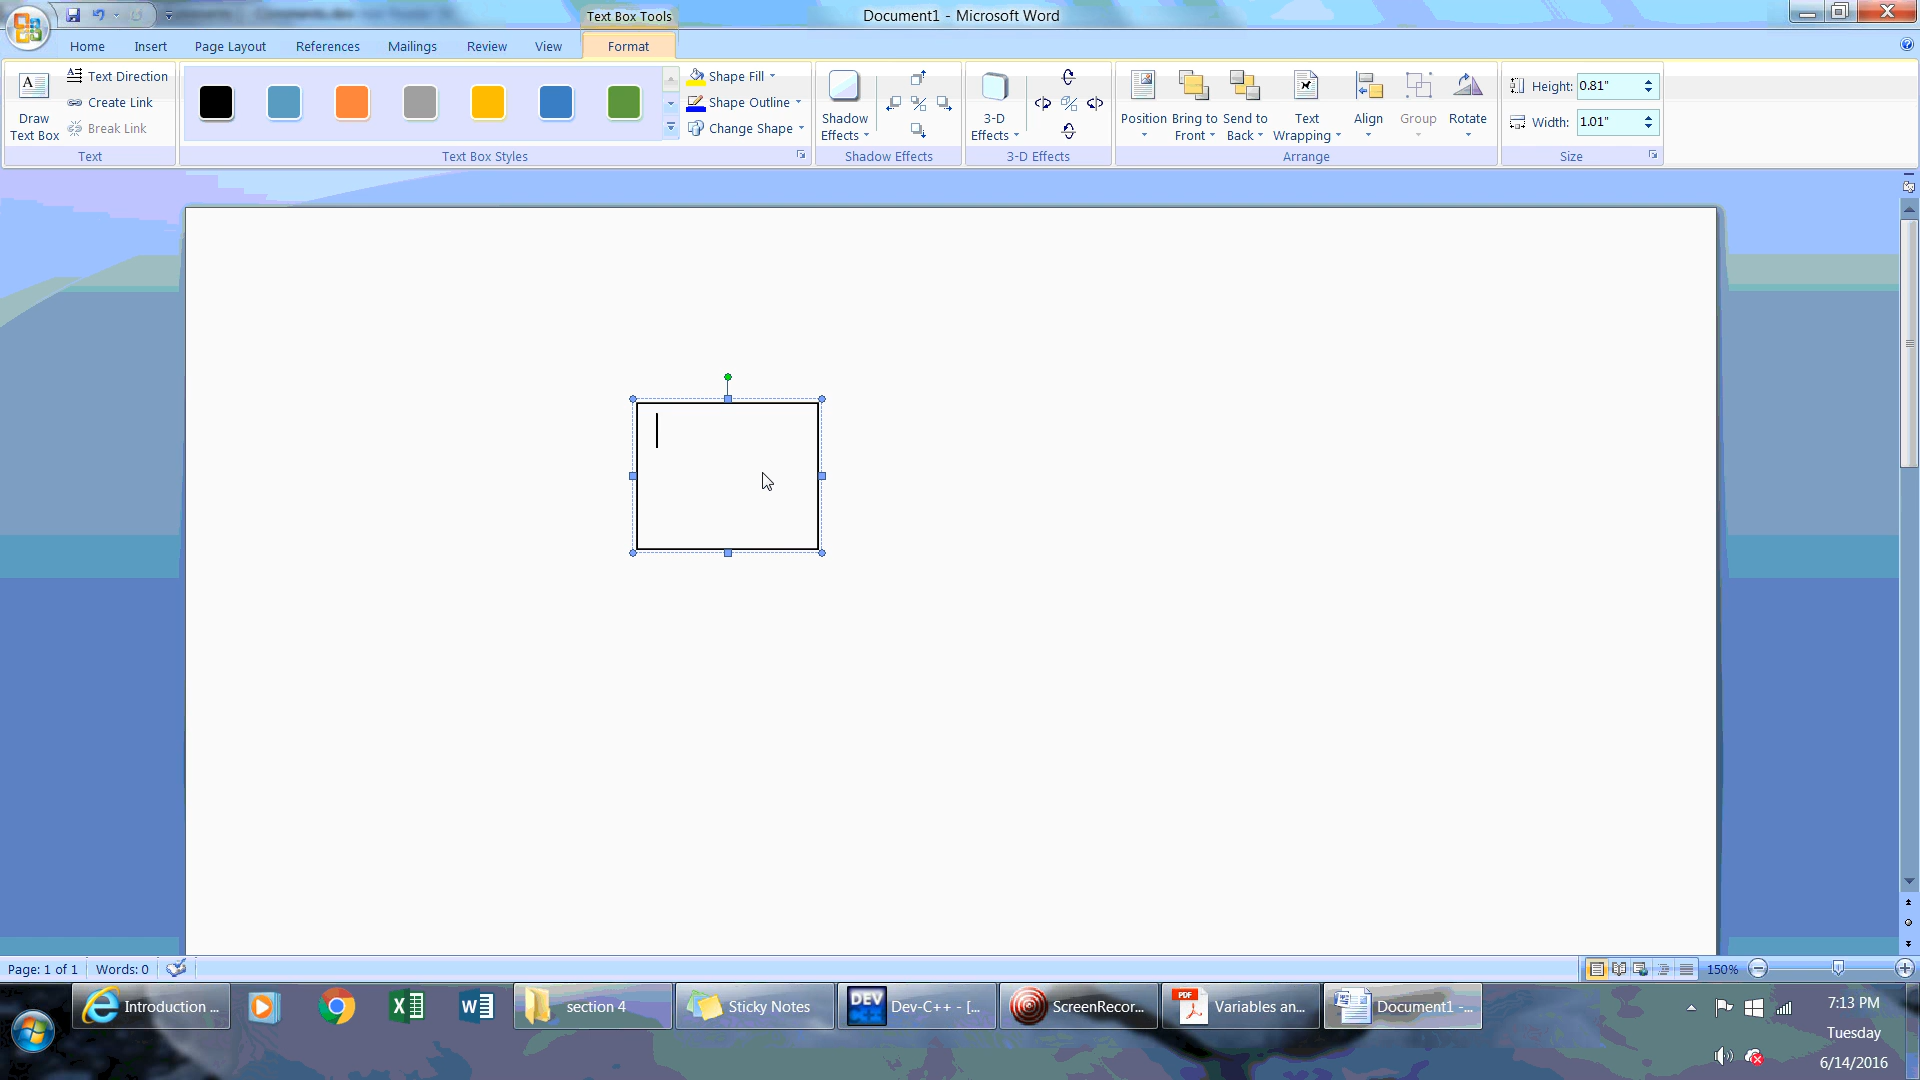 Text Box Tools
Document1 - Microsoft Word
Home Insert Page Layout References Mailings Review View Format
Draw Text Box
Text Direction
Create Link
Break Link
Text
Shape Fill
Shape Outline
Change Shape
Text Box Styles
Shadow Effects
Shadow Effects
3-D Effects
3-D Effects
Position
Bring to Front
Send to Back
Text Wrapping
Align
Group
Rotate
Arrange
Height: 0.81"
Width: 1.01"
Size
Page: 1 of 1 Words: 0 150%
Introduction ... section 4 Sticky Notes DEV C++ Dev-C++ - [... ScreenRecor... PDF Variables an... Document1 -...
7:13 PM
Tuesday
6/14/2016